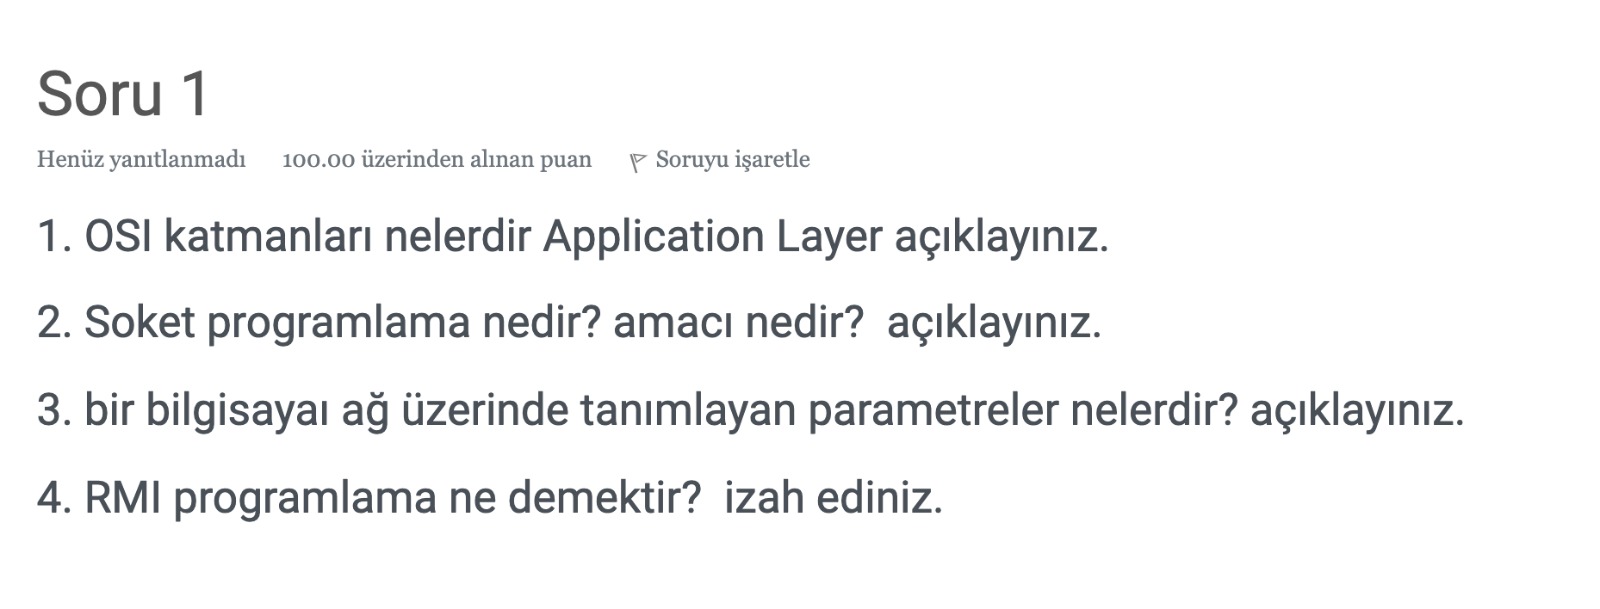 Soru 1
Henüz yanıtlanmadı 100.00 üzerinden alınan puan Soruyu işaretle
1. OSI katmanları nelerdir Application Layer açıklayınız.
2. Soket programlama nedir? amacı nedir? açıklayınız.
3. bir bilgisayaı ağ üzerinde tanımlayan parametreler nelerdir? açıklayınız.
4. RMI programlama ne demektir? izah ediniz.